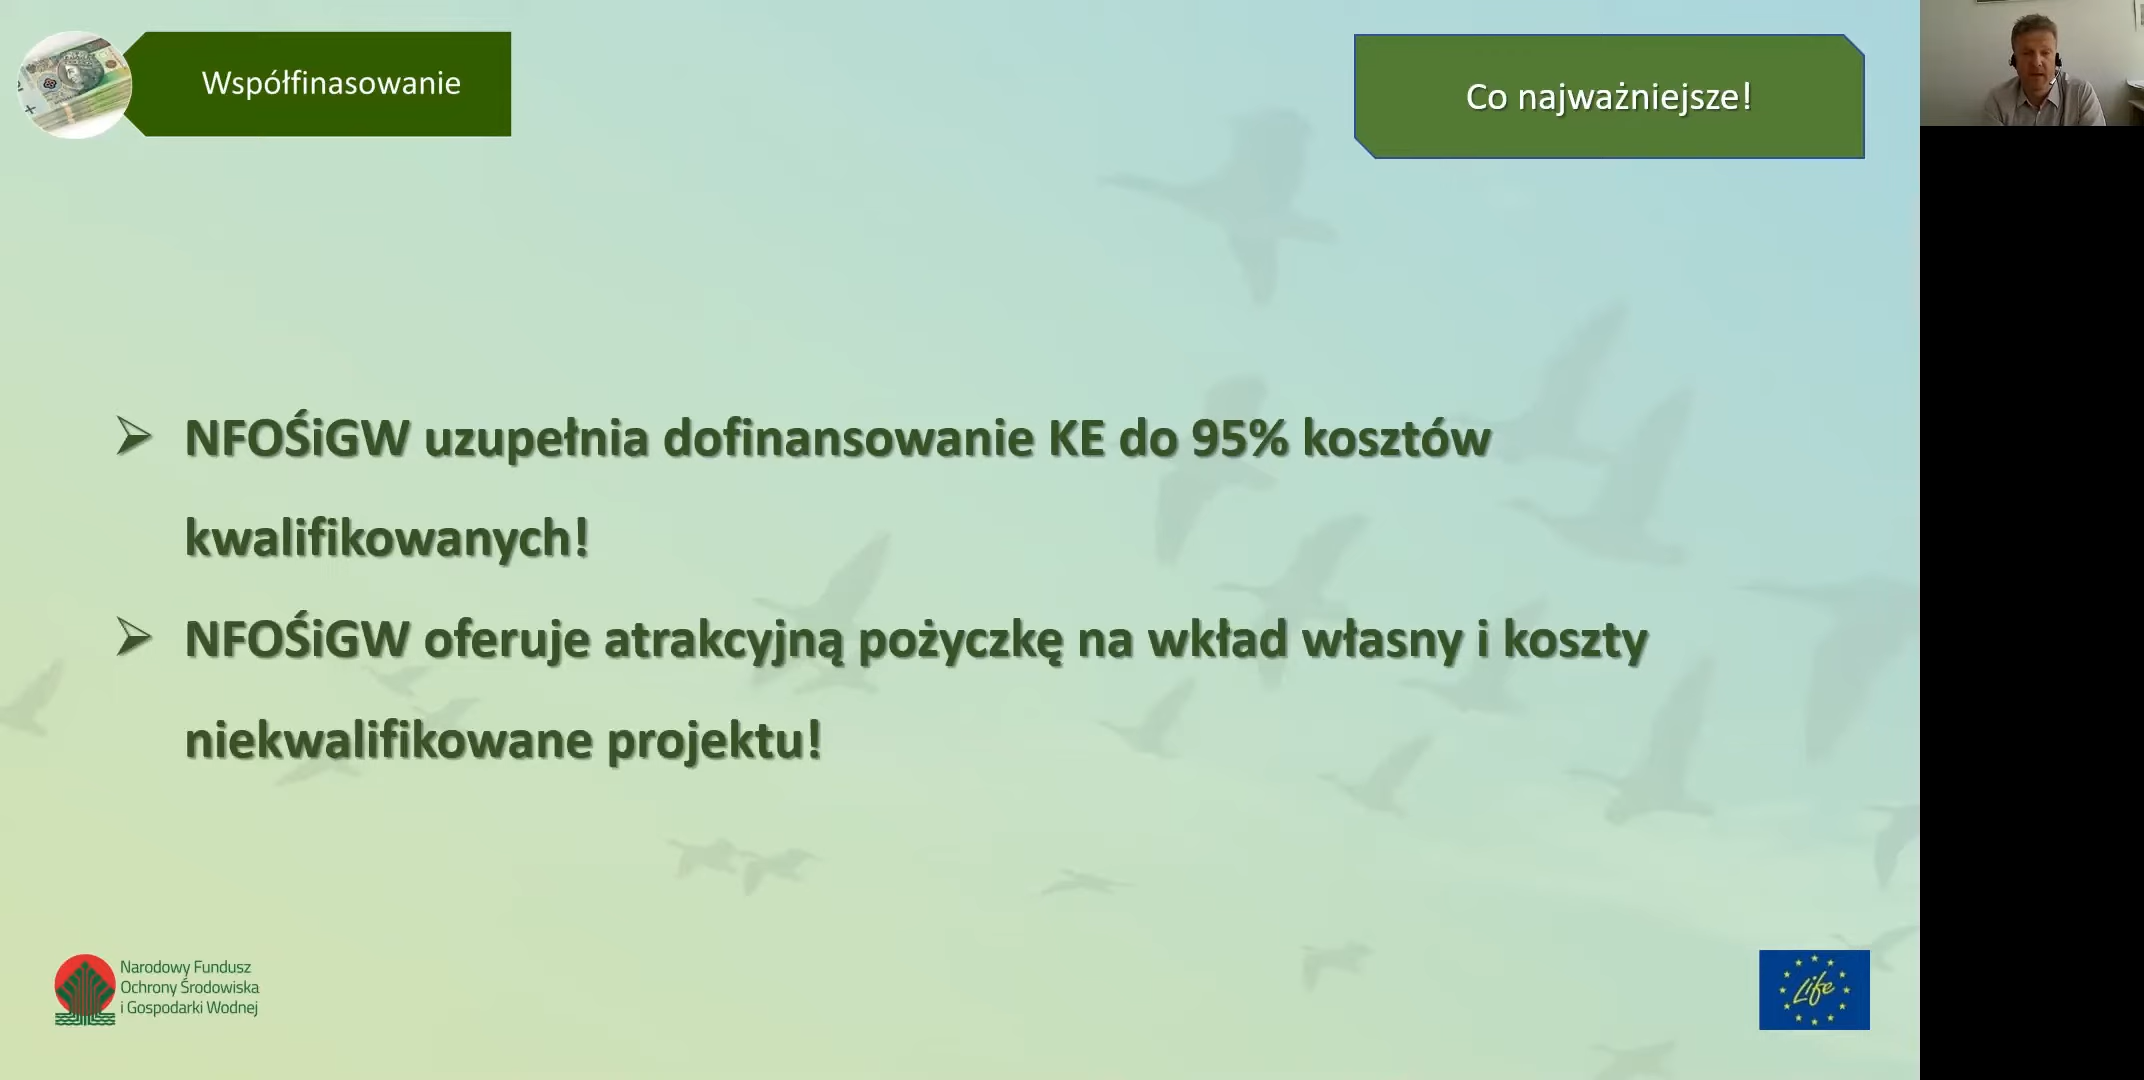 Współfinasowanie
Co najważniejsze!
NFOŚiGW uzupełnia dofinansowanie KE do 95% kosztów
kwalifikowanych!
NFOŚiGW oferuje atrakcyjną pożyczkę na wkład własny i koszty
niekwalifikowane projektu!
Narodowy Fundusz
Ochrony Środowiska
i Gospodarki Wodnej
Life